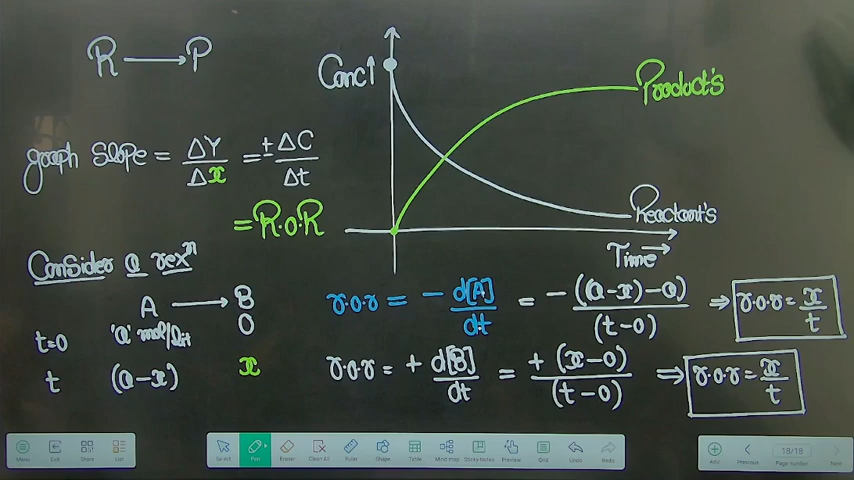 R → P
Conc↑
Product's
Reactant's
Time →
graph slope = ΔY/Δx = ± ΔC/Δt
= R.O.R
Consider a rexⁿ
A → B
t=0 'a' mol/lit 0
t (a-x) x
r.o.r = - d[A]/dt = - ((a-x)-a)/(t-0) ⇒ r.o.r = x/t
r.o.r = + d[B]/dt = + (x-0)/(t-0) ⇒ r.o.r = x/t
Menu Exit Share List
Select Pen Eraser Clean All Ruler Shape Table Mind map Sticky-notes Preview Grid Undo Redo
Add Previous 18/18 Page number Next